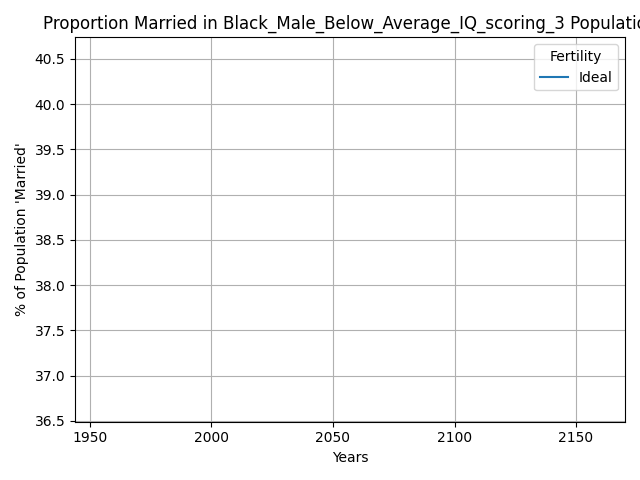 Proportion Married in Black_Male_Below_Average_IQ_scoring_3 Populatio
40.5
40.0
39.5
39.0
38.5
38.0
37.5
37.0
36.5
% of Population 'Married'
Fertility
Ideal
1950 2000 2050 2100 2150
Years